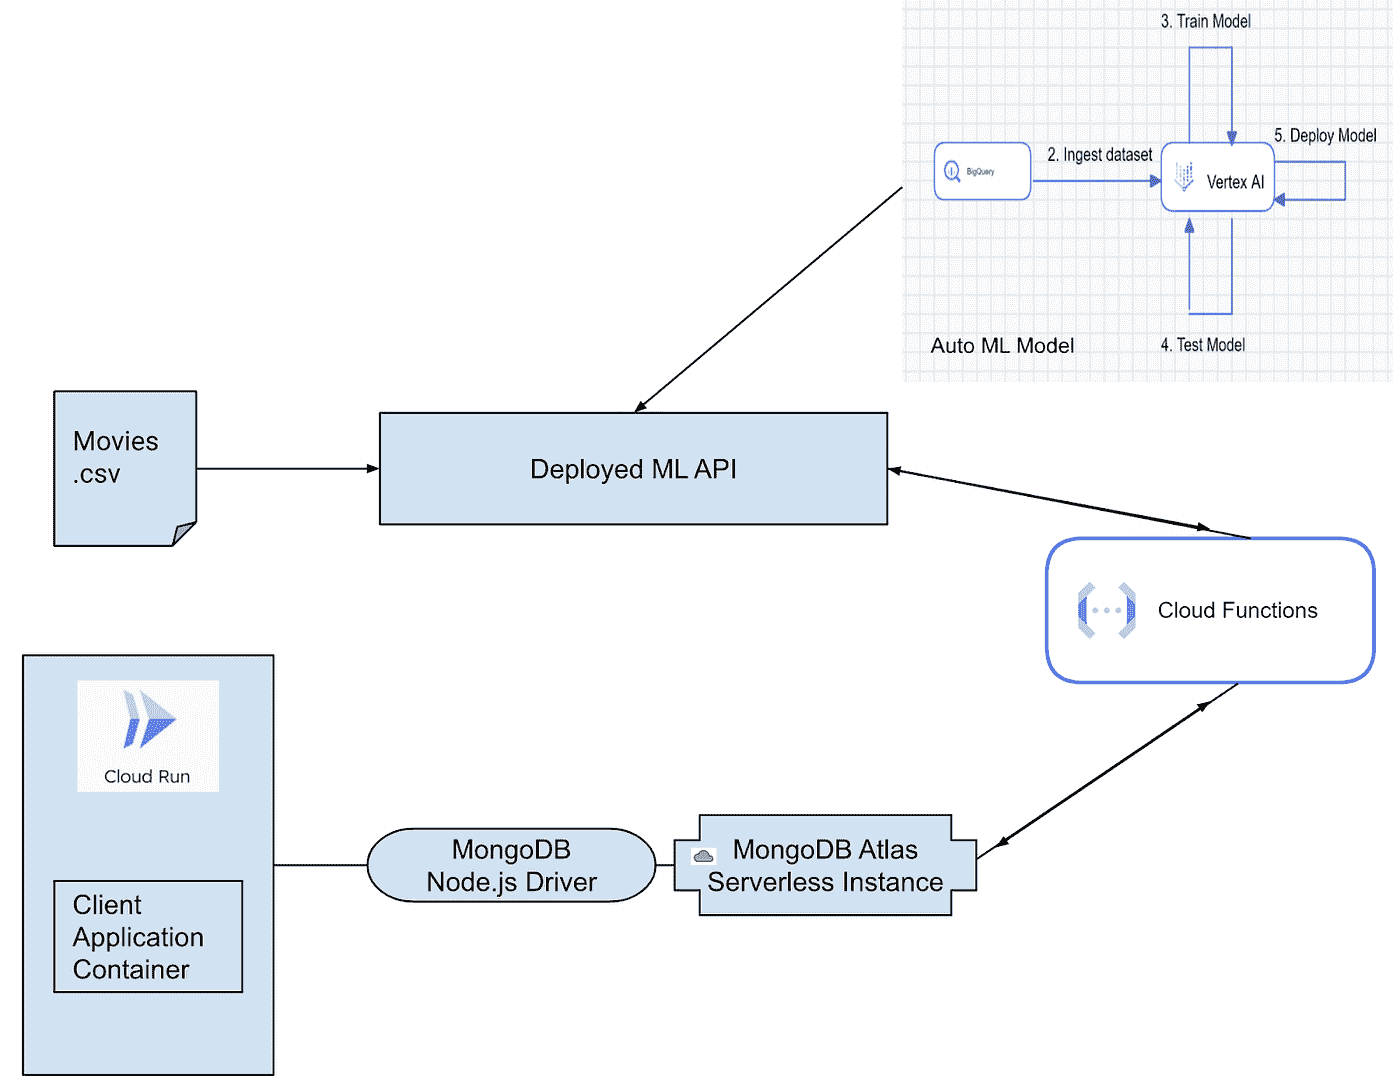 3. Train Model
5. Deploy Model
2. Ingest dataset
BigQuery
Vertex AI
Auto ML Model
4. Test Model
Movies
.csv
Deployed ML API
Cloud Functions
Cloud Run
MongoDB
Node.js Driver
MongoDB Atlas
Serverless Instance
Client
Application
Container